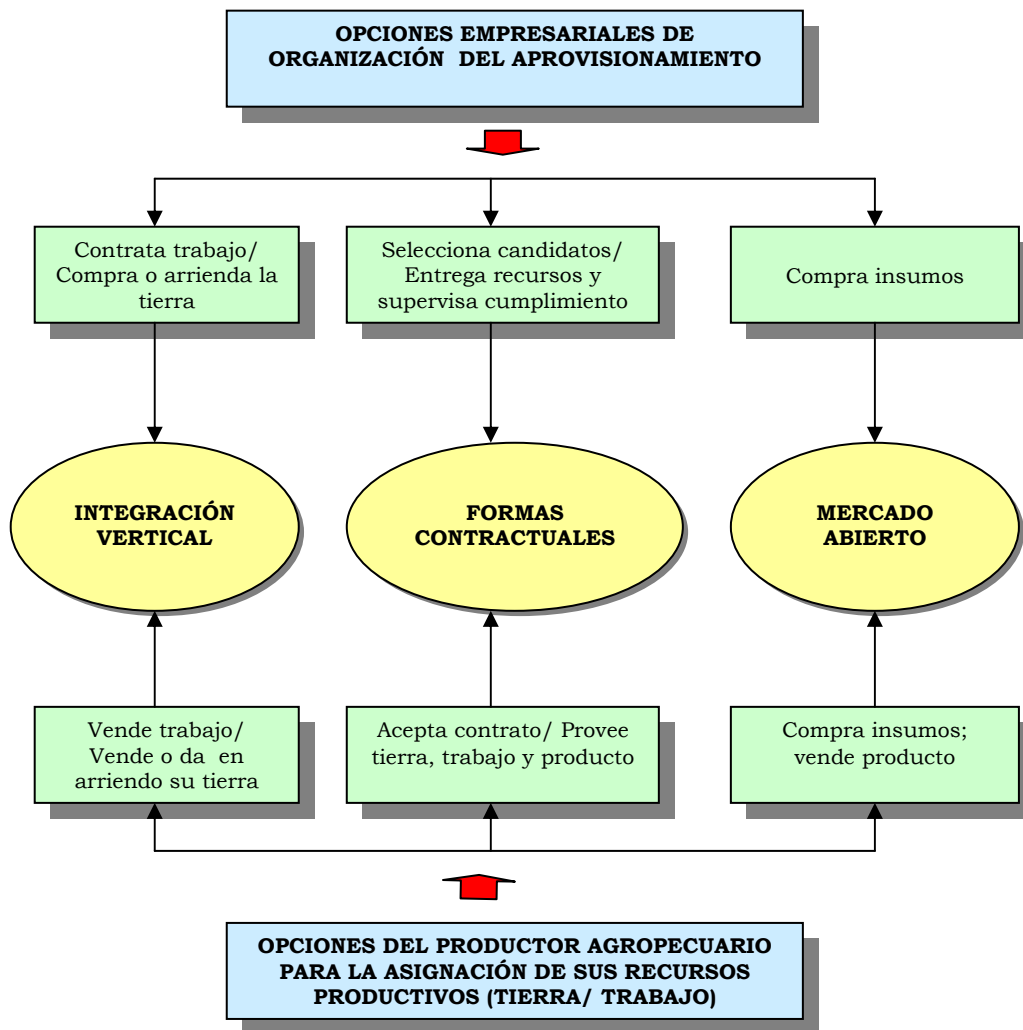 OPCIONES EMPRESARIALES DE
ORGANIZACIÓN DEL APROVISIONAMIENTO
Contrata trabajo/
Compra o arrienda la
tierra
Selecciona candidatos/
Entrega recursos y
supervisa cumplimiento
Compra insumos
INTEGRACIÓN
VERTICAL
FORMAS
CONTRACTUALES
MERCADO
ABIERTO
Vende trabajo/
Vende o da en
arriendo su tierra
Acepta contrato/ Provee
tierra, trabajo y producto
Compra insumos;
vende producto
OPCIONES DEL PRODUCTOR AGROPECUARIO
PARA LA ASIGNACIÓN DE SUS RECURSOS
PRODUCTIVOS (TIERRA/ TRABAJO)